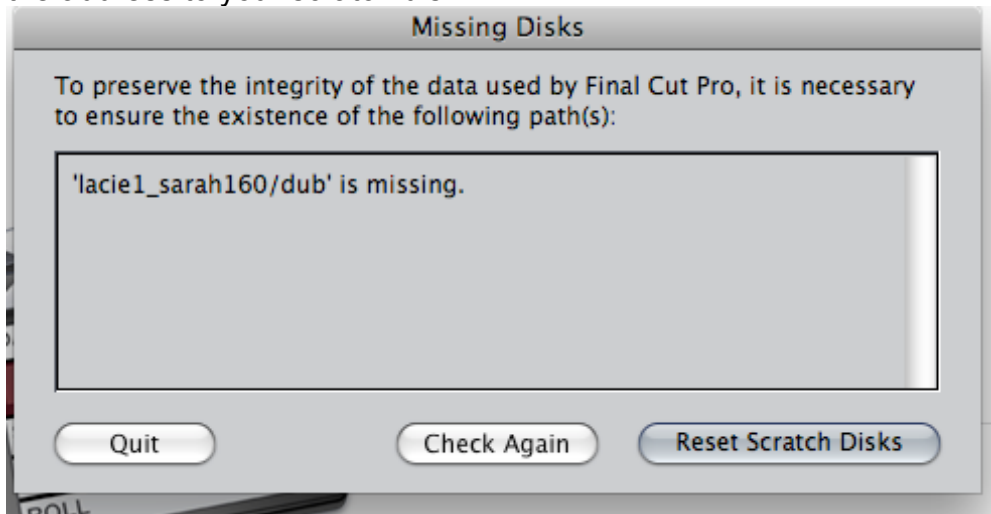 Missing Disks
To preserve the integrity of the data used by Final Cut Pro, it is necessary
to ensure the existence of the following path(s):
'lacie1_sarah160/dub' is missing.
Quit Check Again Reset Scratch Disks
ROLL